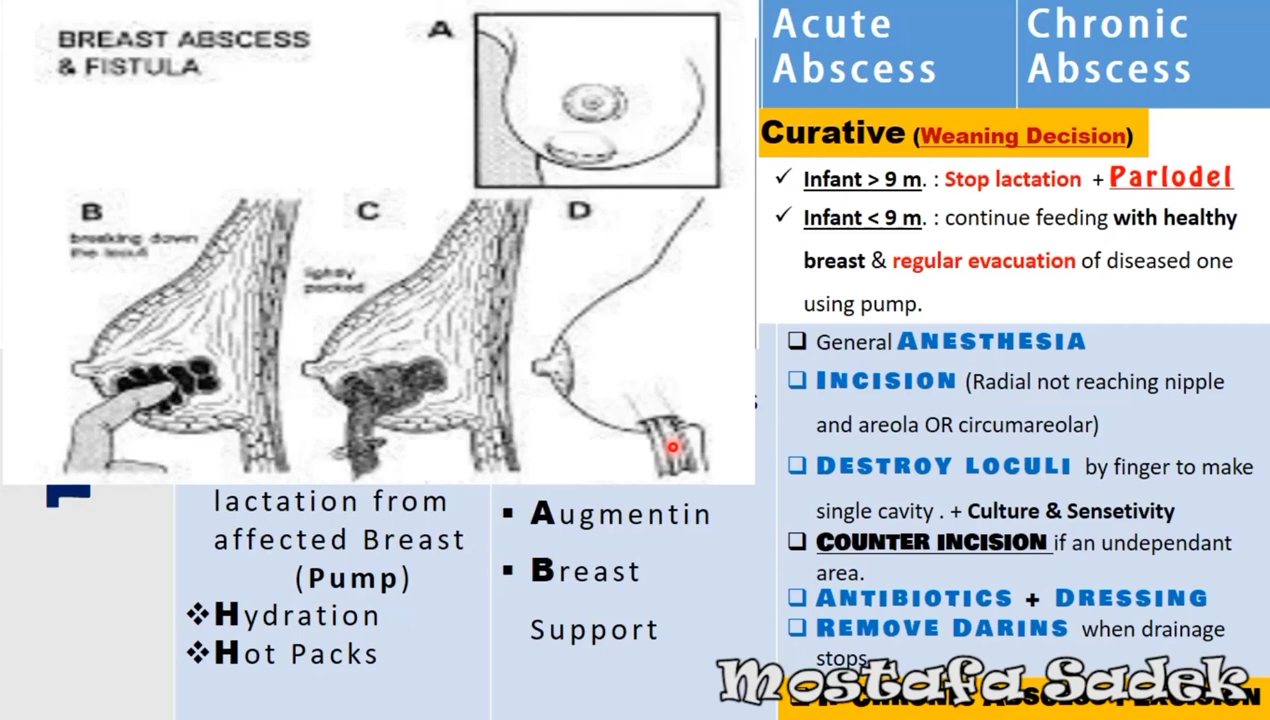 BREAST ABSCESS
& FISTULA
A
B
breaking down
the loculi
C
lightly
packed
D
Acute
Abscess
Chronic
Abscess
Curative (Weaning Decision)
✓ Infant > 9 m. : Stop lactation + Parlodel
✓ Infant < 9 m. : continue feeding with healthy
breast & regular evacuation of diseased one
using pump.
❑ General ANESTHESIA
❑ INCISION (Radial not reaching nipple
and areola OR circumareolar)
❑ DESTROY LOCULI by finger to make
single cavity . + Culture & Sensetivity
❑ COUNTER INCISION if an undependant
area.
❑ ANTIBIOTICS + DRESSING
❑ REMOVE DARINS when drainage
stops
lactation from
affected Breast
(Pump)
❖Hydration
❖Hot Packs
▪ Augmentin
▪ Breast
Support
Mostafa Sadek